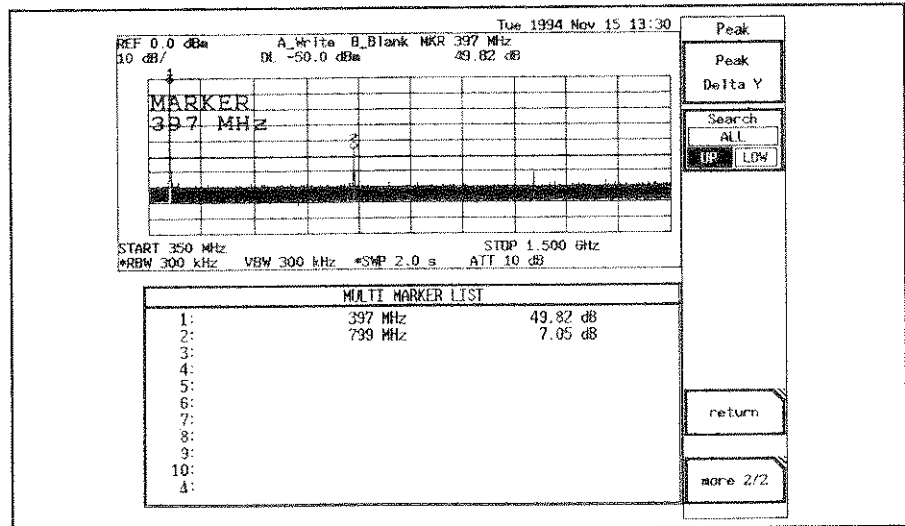 Tue 1994 Nov 15 13:30
REF 0.0 dBm A_Write B_Blank MKR 397 MHz
10 dB/ DL -50.0 dBm 49.82 dB
1
MARKER
397 MHz
2
START 350 MHz STOP 1.500 GHz
*RBW 300 kHz VBW 300 kHz *SWP 2.0 s ATT 10 dB
MULTI MARKER LIST
1: 397 MHz 49.82 dB
2: 799 MHz 7.05 dB
3:
4:
5:
6:
7:
8:
9:
10:
Δ:
Peak
Peak
Delta Y
Search
ALL
UP LOW
return
more 2/2